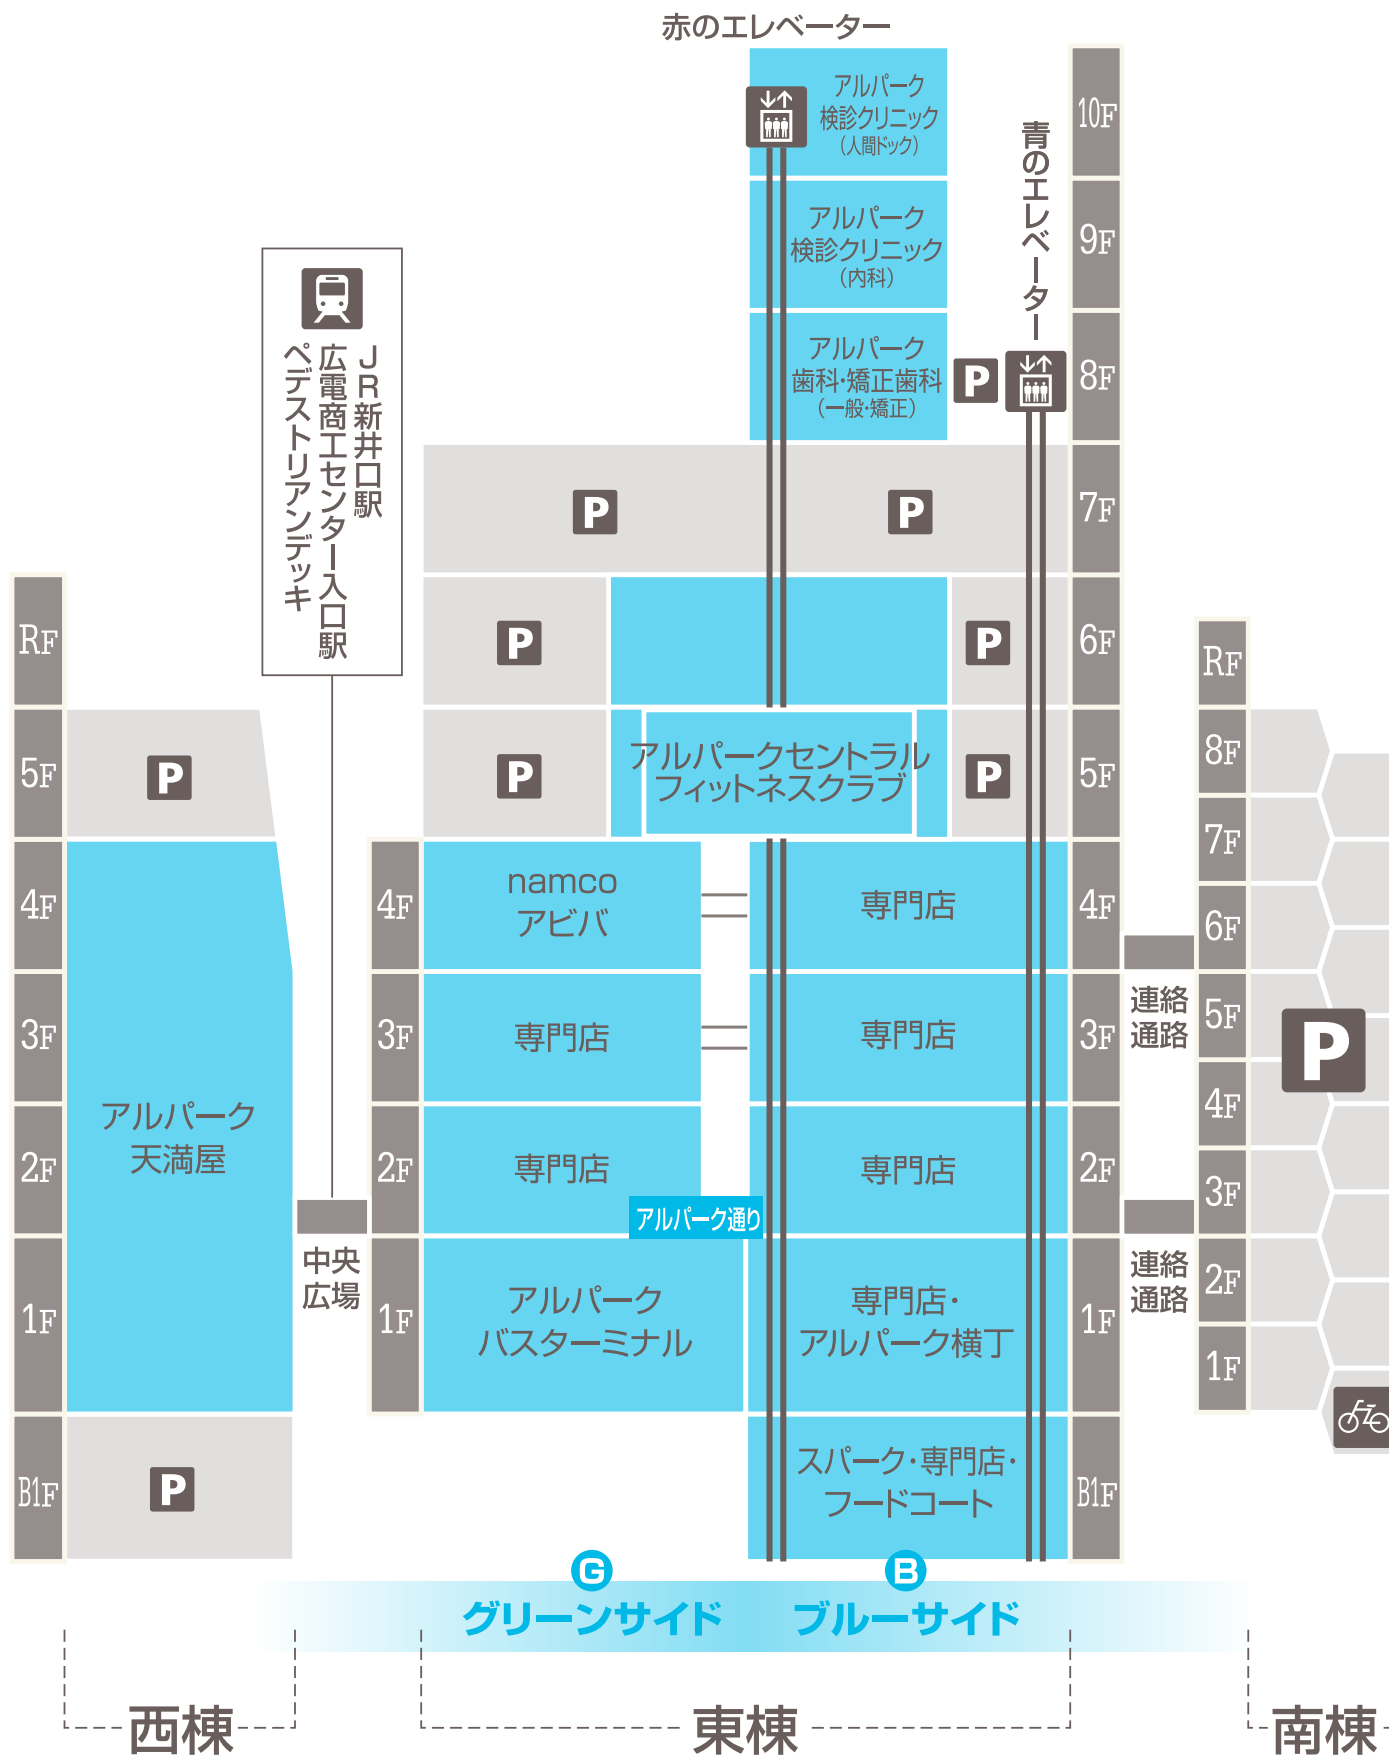 赤のエレベーター
アルパーク
検診クリニック
(人間ドック)
10F
青のエレベーター
アルパーク
検診クリニック
(内科)
9F
アルパーク
歯科・矯正歯科
(一般・矯正)
P
8F
JR新井口駅
広電商工センター入口駅
ペデストリアンデッキ
P
P
7F
RF
P
P
6F
RF
5F
P
P
アルパークセントラル
フィットネスクラブ
P
5F
8F
7F
4F
4F
namco
アビバ
専門店
4F
6F
連絡
通路
3F
3F
専門店
専門店
3F
5F
P
アルパーク
天満屋
2F
2F
専門店
専門店
2F
4F
3F
アルパーク通り
中央
広場
連絡
通路
1F
1F
アルパーク
バスターミナル
専門店・
アルパーク横丁
1F
2F
1F
B1F
P
スパーク・専門店・
フードコート
B1F
G
グリーンサイド
B
ブルーサイド
西棟
東棟
南棟